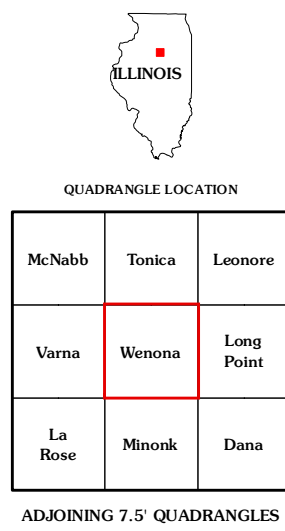 ILLINOIS
QUADRANGLE LOCATION
McNabb
Tonica
Leonore
Varna
Wenona
Long
Point
La
Rose
Minonk
Dana
ADJOINING 7.5' QUADRANGLES